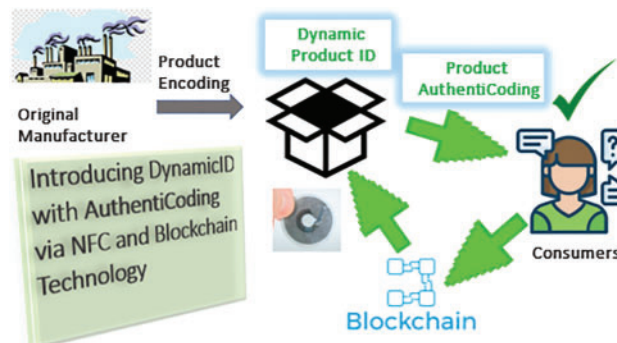 Original
Manufacturer
Product
Encoding
Dynamic
Product ID
Product
AuthentiCoding
Introducing DynamicID
with AuthentiCoding
via NFC and Blockchain
Technology
Blockchain
Consumers
?